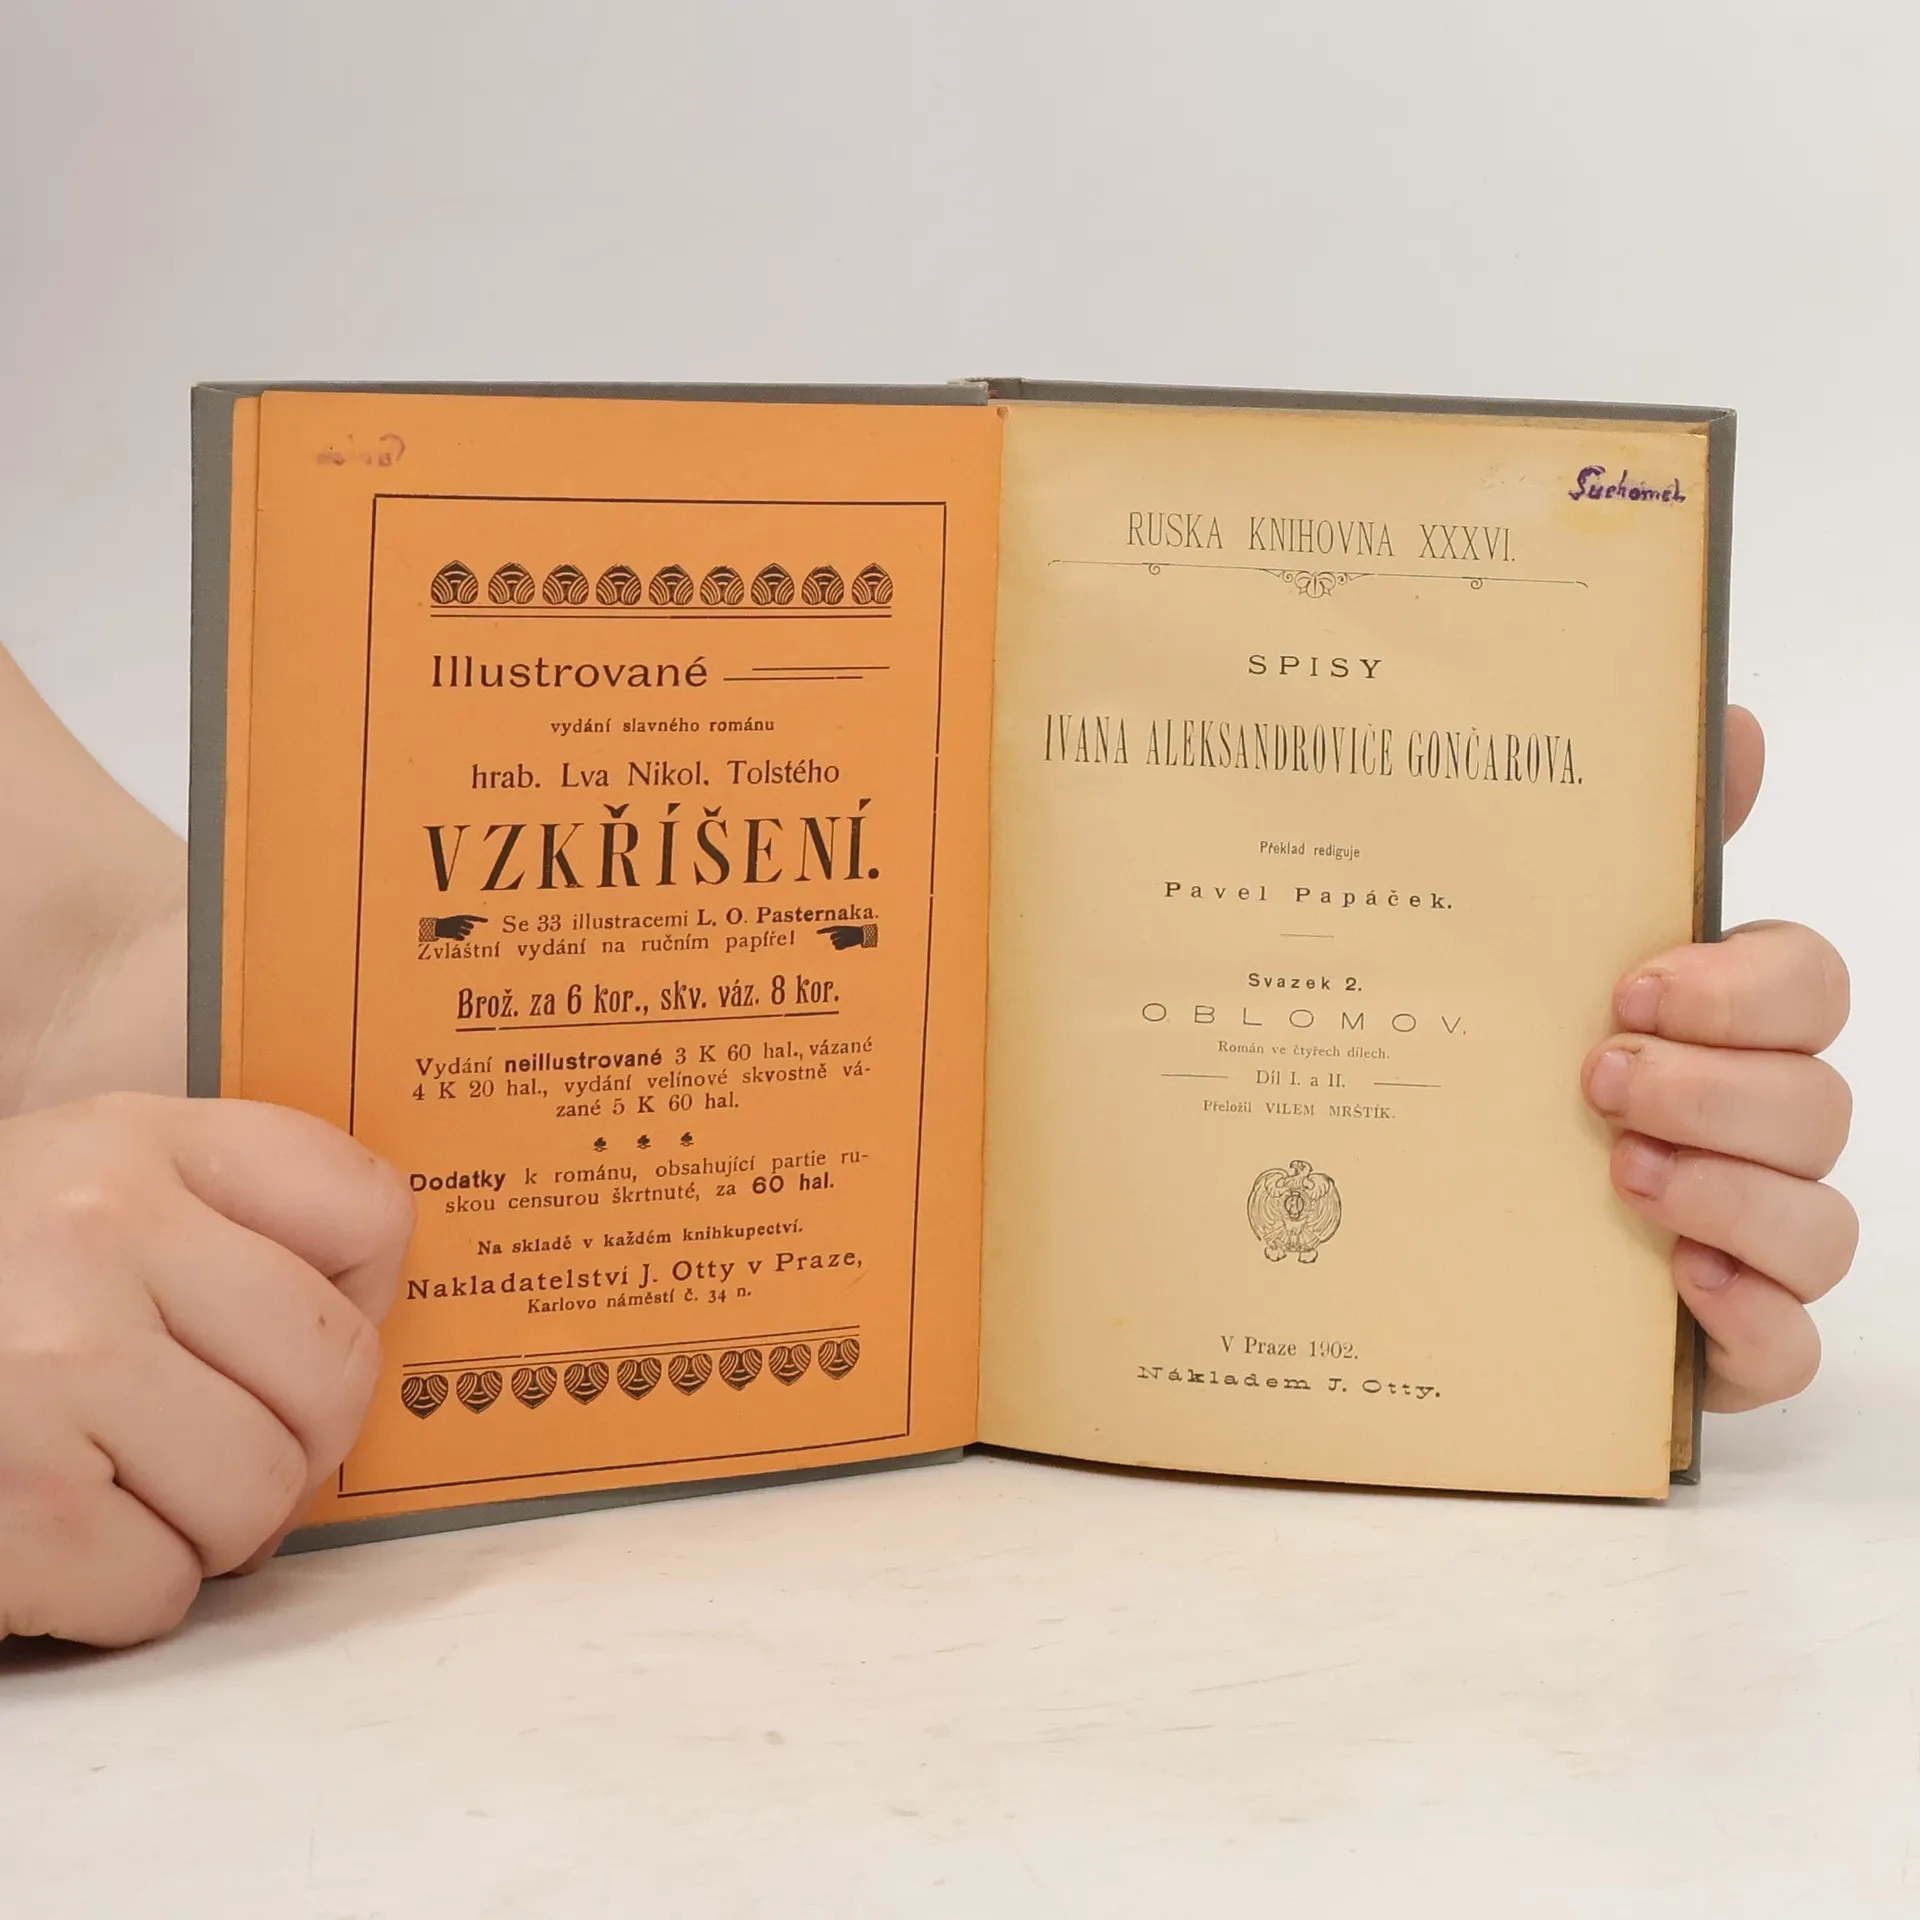 Illustrované
vydání slavného románu
hrab. Lva Nikol. Tolstého
VZKŘÍŠENÍ.
Se 33 illustracemi L. O. Pasternaka.
Zvláštní vydání na ručním papíře!
Brož. za 6 kor., skv. váz. 8 kor.
Vydání neillustrované 3 K 60 hal., vázané
4 K 20 hal., vydání velínové skvostně vá-
zané 5 K 60 hal.
Dodatky k románu, obsahující partie ru-
skou censurou škrtnuté, za 60 hal.
Na skladě v každém knihkupectví.
Nakladatelství J. Otty v Praze,
Karlovo náměstí č. 34 n.
Suchomel
RUSKA KNIHOVNA XXXVI.
SPISY
IVANA ALEKSANDROVIČE GONČAROVA.
Překlad rediguje
Pavel Papáček.
Svazek 2.
OBLOMOV.
Román ve čtyřech dílech.
Díl I. a II.
Přeložil VILEM MRŠTÍK.
V Praze 1902.
Nákladem J. Otty.